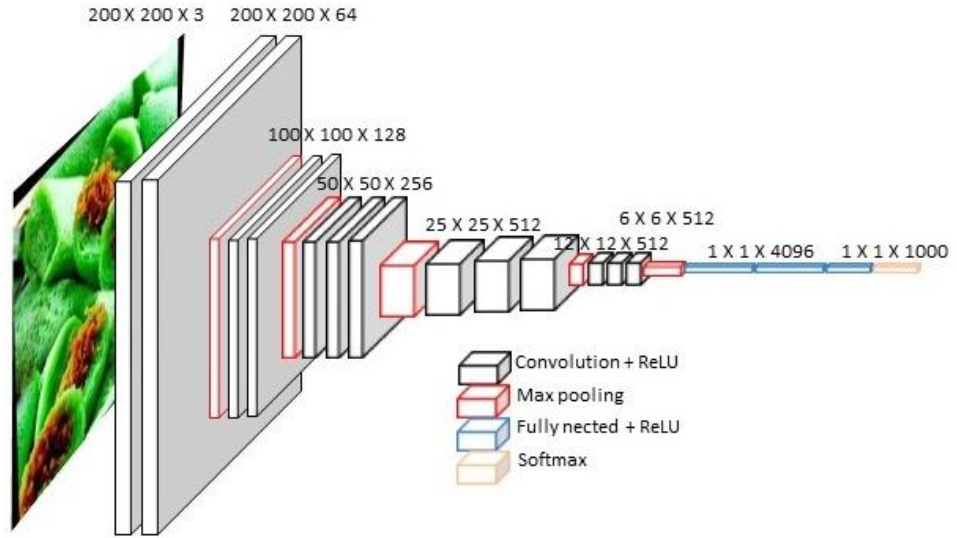 200 X 200 X 3
200 X 200 X 64
100 X 100 X 128
50 X 50 X 256
25 X 25 X 512
12 X 12 X 512
6 X 6 X 512
1 X 1 X 4096
1 X 1 X 1000
Convolution + ReLU
Max pooling
Fully nected + ReLU
Softmax